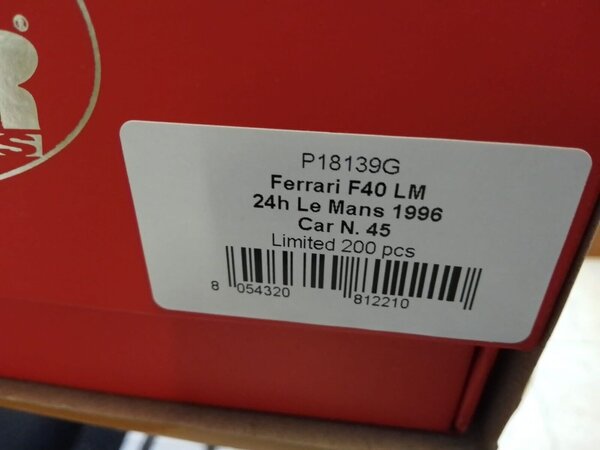 ®
R
P18139G
Ferrari F40 LM
24h Le Mans 1996
Car N. 45
Limited 200 pcs
8 054320 812210